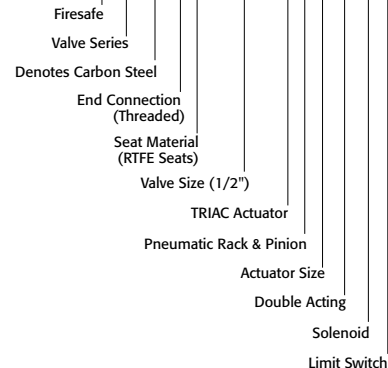 Firesafe
Valve Series
Denotes Carbon Steel
End Connection
(Threaded)
Seat Material
(RTFE Seats)
Valve Size (1/2")
TRIAC Actuator
Pneumatic Rack & Pinion
Actuator Size
Double Acting
Solenoid
Limit Switch